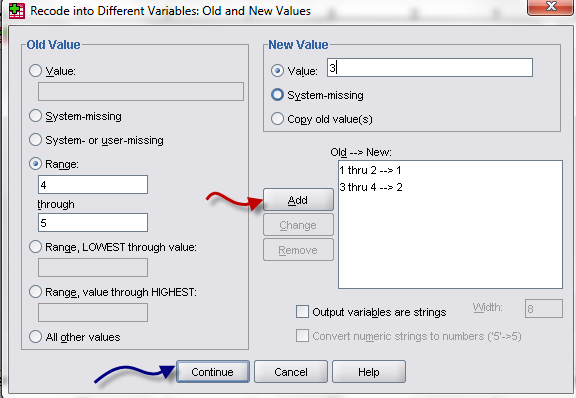 Recode into Different Variables: Old and New Values
Old Value
Value:
System-missing
System- or user-missing
Range:
4
through
5
Range, LOWEST through value:
Range, value through HIGHEST:
All other values
New Value
Value: 3
System-missing
Copy old value(s)
Old --> New:
1 thru 2 --> 1
3 thru 4 --> 2
Add
Change
Remove
Output variables are strings
Width: 8
Convert numeric strings to numbers ('5'->5)
Continue
Cancel
Help